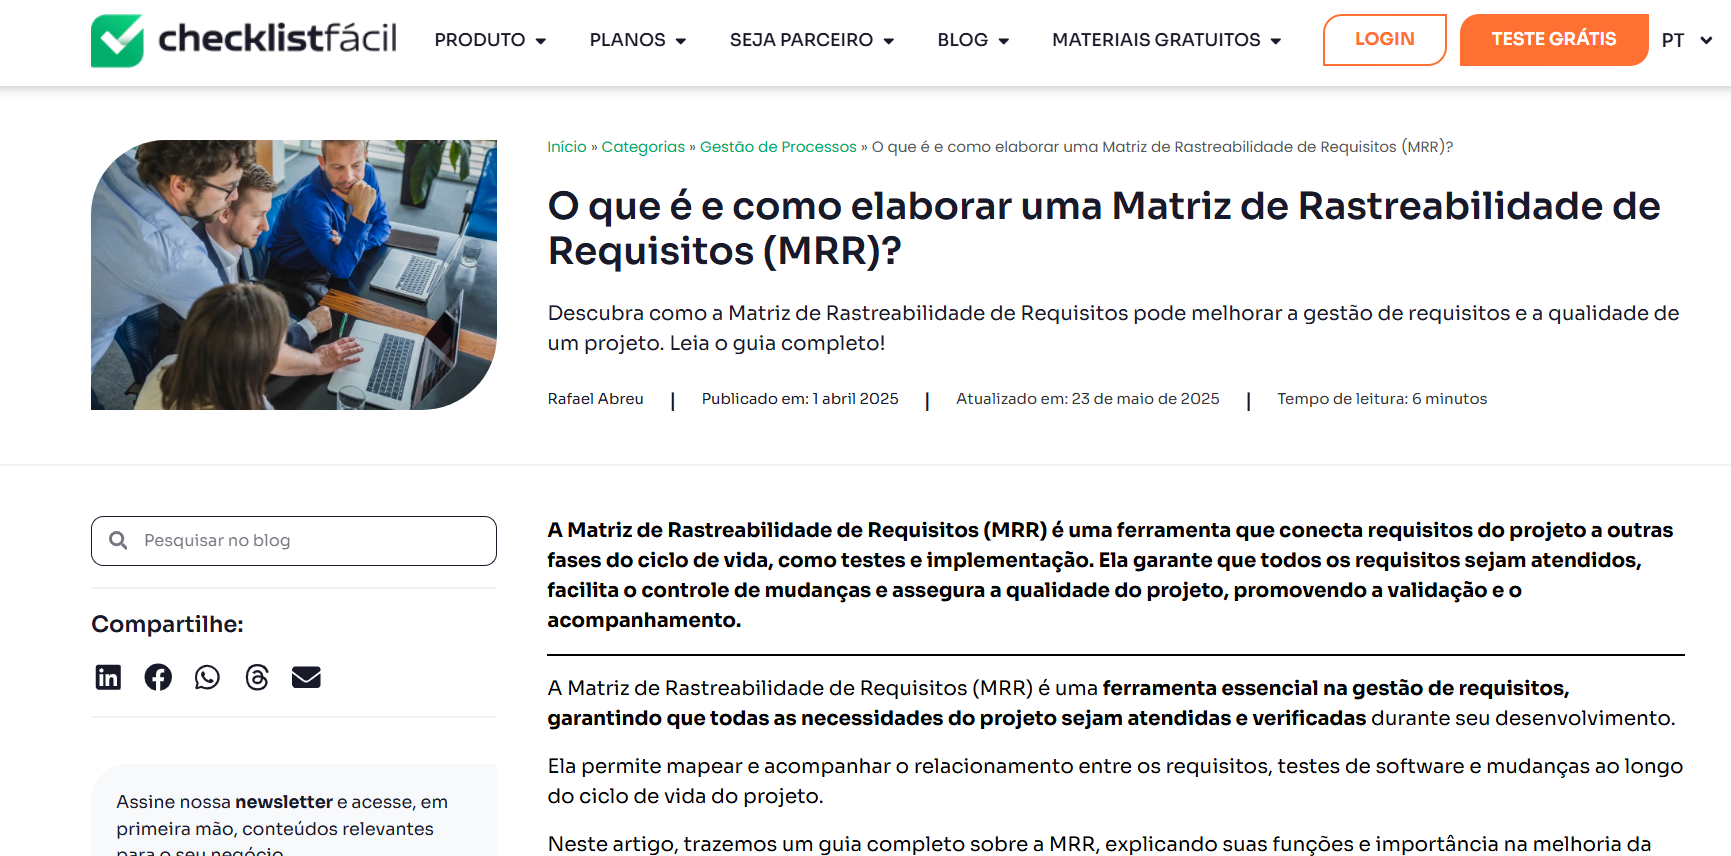 checklistfácil
PRODUTO
PLANOS
SEJA PARCEIRO
BLOG
MATERIAIS GRATUITOS
LOGIN
TESTE GRÁTIS
PT
Início » Categorias » Gestão de Processos » O que é e como elaborar uma Matriz de Rastreabilidade de Requisitos (MRR)?
O que é e como elaborar uma Matriz de Rastreabilidade de
Requisitos (MRR)?
Descubra como a Matriz de Rastreabilidade de Requisitos pode melhorar a gestão de requisitos e a qualidade de
um projeto. Leia o guia completo!
Rafael Abreu | Publicado em: 1 abril 2025 | Atualizado em: 23 de maio de 2025 | Tempo de leitura: 6 minutos
Pesquisar no blog
Compartilhe:
Assine nossa newsletter e acesse, em
primeira mão, conteúdos relevantes
para o seu negócio
A Matriz de Rastreabilidade de Requisitos (MRR) é uma ferramenta que conecta requisitos do projeto a outras
fases do ciclo de vida, como testes e implementação. Ela garante que todos os requisitos sejam atendidos,
facilita o controle de mudanças e assegura a qualidade do projeto, promovendo a validação e o
acompanhamento.
A Matriz de Rastreabilidade de Requisitos (MRR) é uma ferramenta essencial na gestão de requisitos,
garantindo que todas as necessidades do projeto sejam atendidas e verificadas durante seu desenvolvimento.
Ela permite mapear e acompanhar o relacionamento entre os requisitos, testes de software e mudanças ao longo
do ciclo de vida do projeto.
Neste artigo, trazemos um guia completo sobre a MRR, explicando suas funções e importância na melhoria da